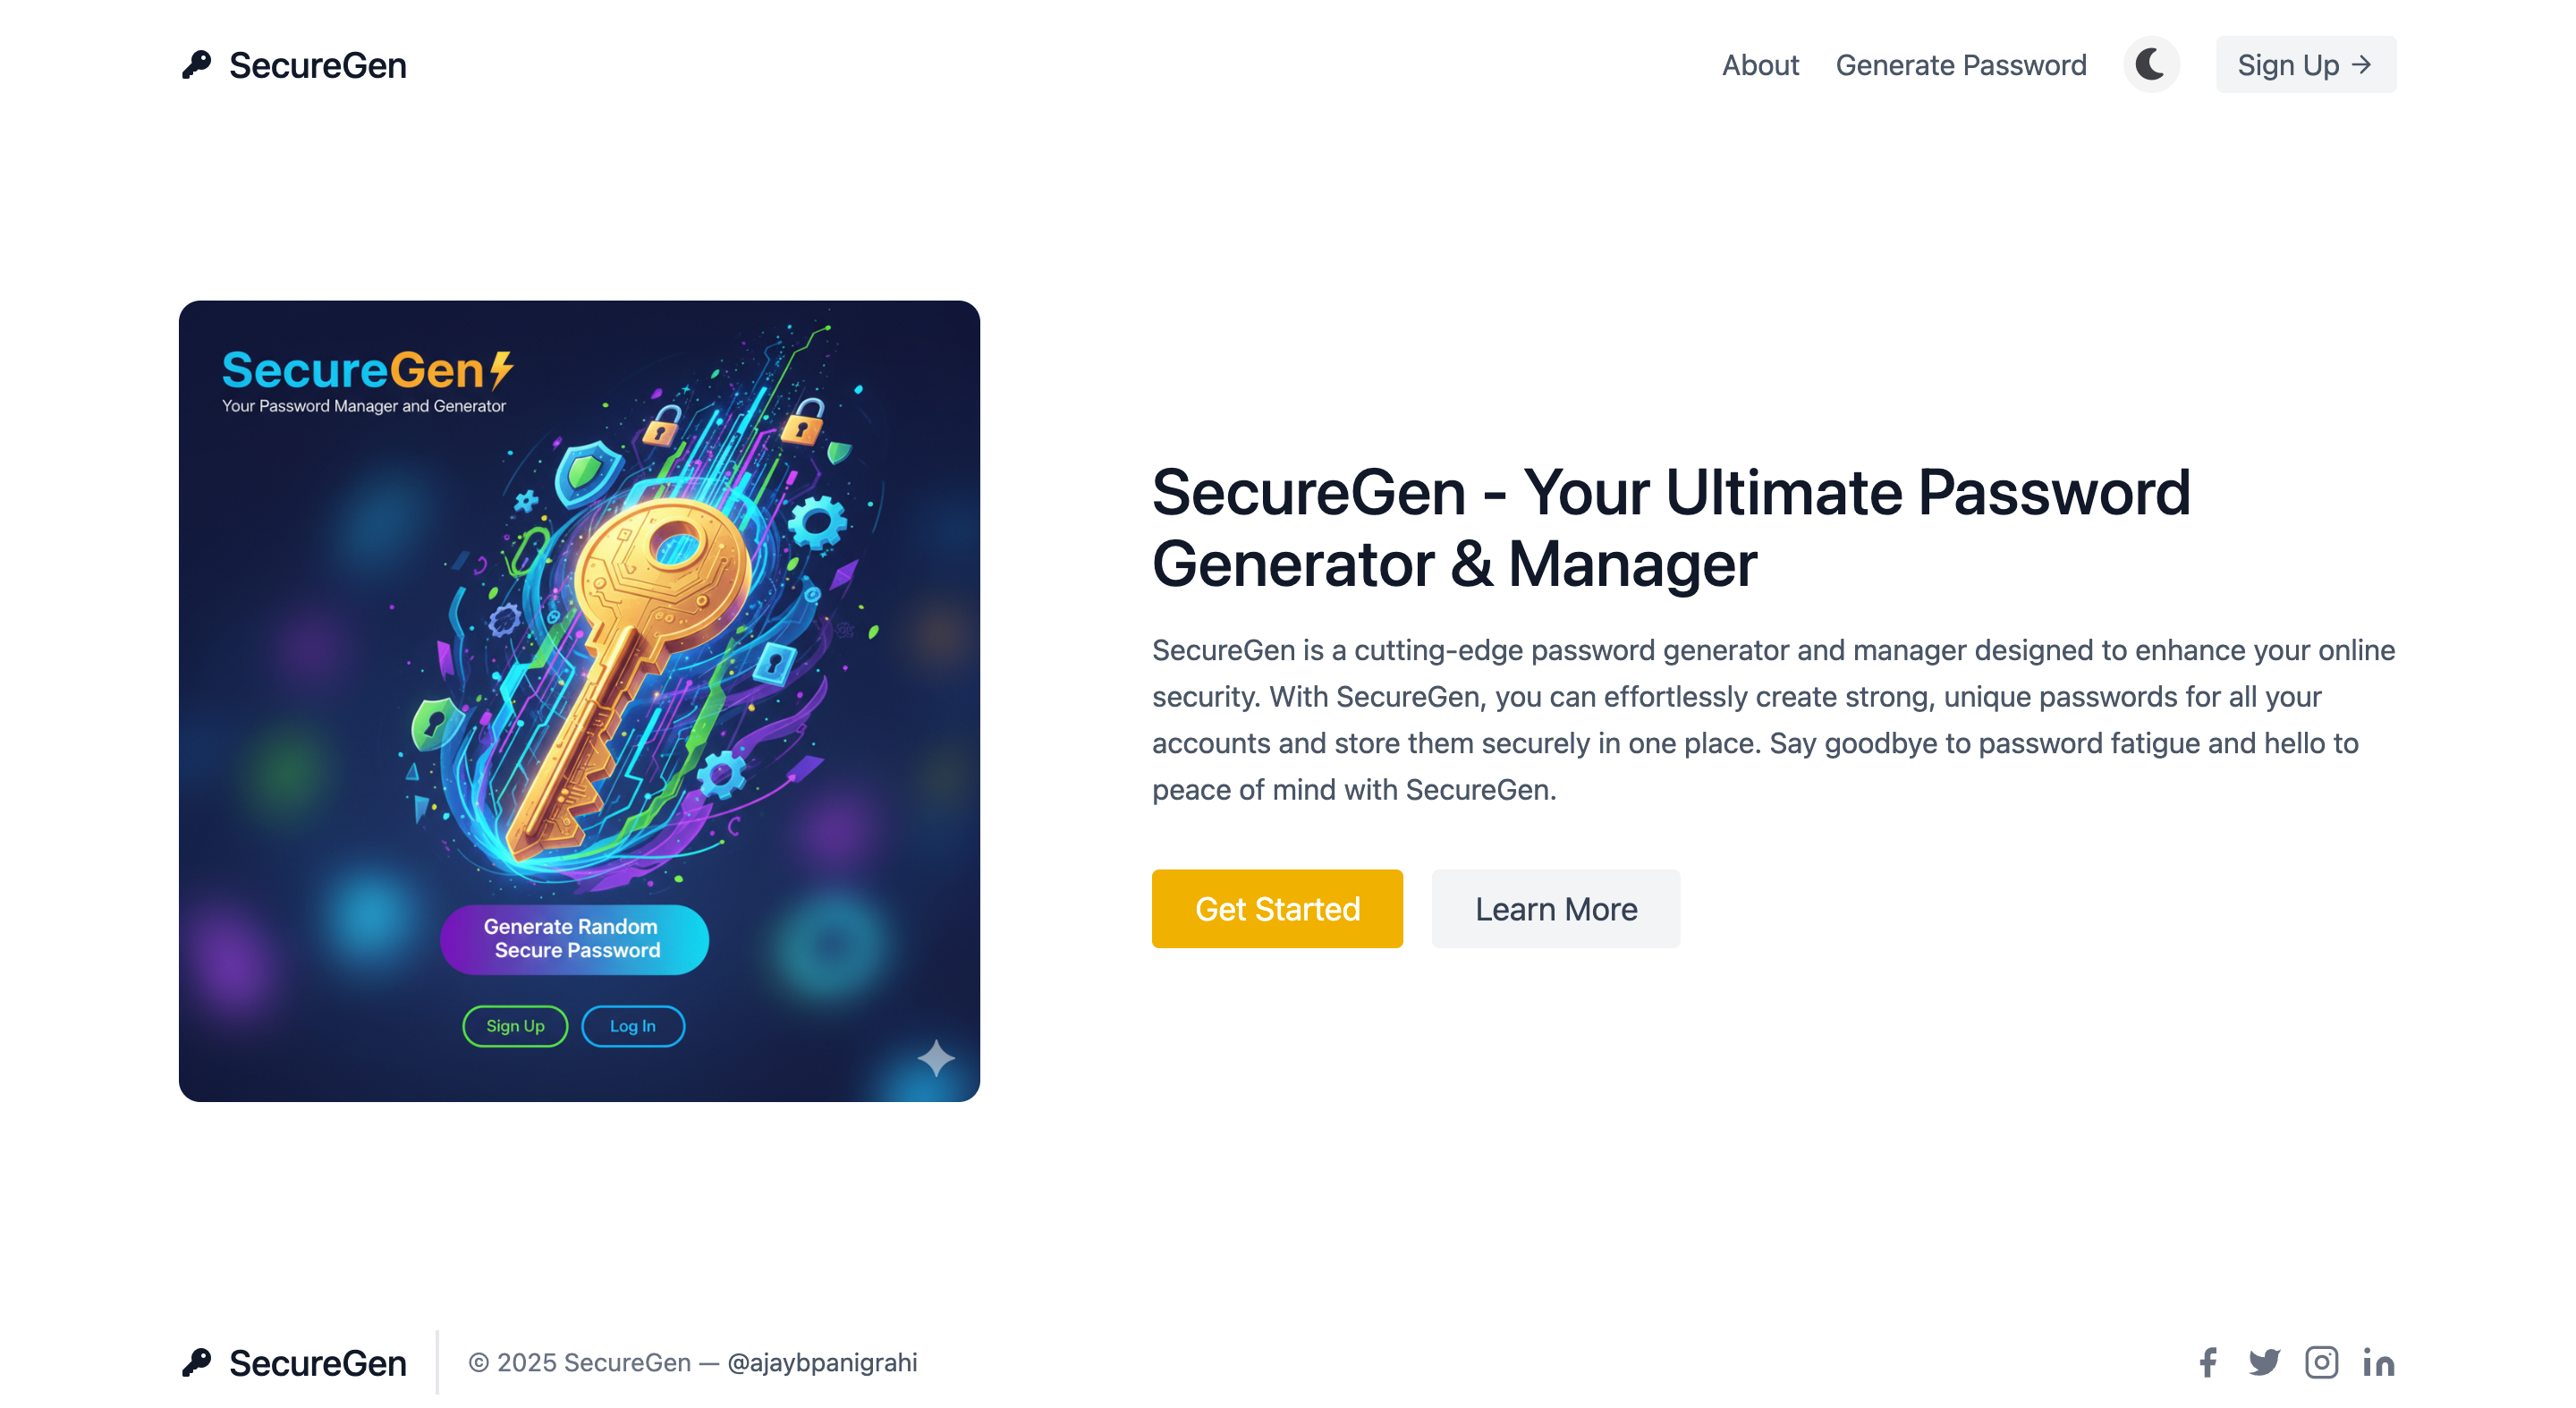 SecureGen
About
Generate Password
Sign Up →
SecureGen
Your Password Manager and Generator
Generate Random
Secure Password
Sign Up
Log In
SecureGen - Your Ultimate Password
Generator & Manager
SecureGen is a cutting-edge password generator and manager designed to enhance your online
security. With SecureGen, you can effortlessly create strong, unique passwords for all your
accounts and store them securely in one place. Say goodbye to password fatigue and hello to
peace of mind with SecureGen.
Get Started
Learn More
SecureGen
© 2025 SecureGen — @ajaybpanigrahi